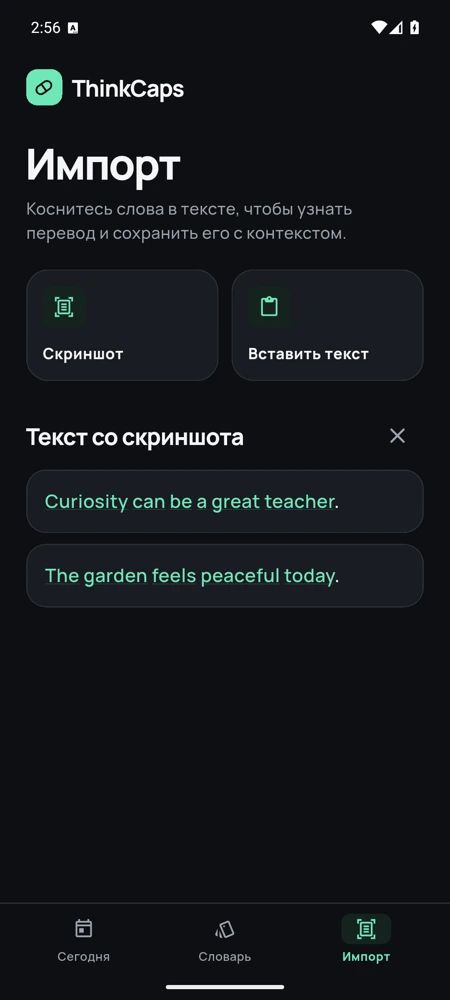 2:56
ThinkCaps
Импорт
Коснитесь слова в тексте, чтобы узнать
перевод и сохранить его с контекстом.
Скриншот
Вставить текст
Текст со скриншота
Curiosity can be a great teacher.
The garden feels peaceful today.
Сегодня
Словарь
Импорт